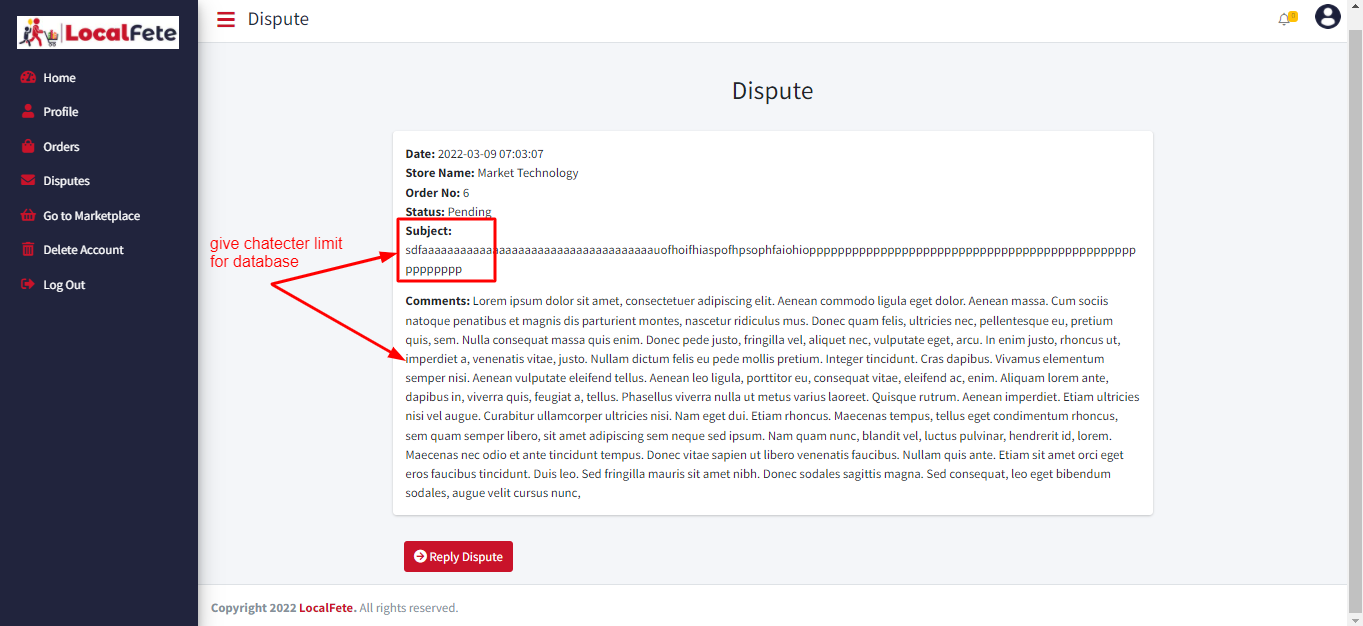 LocalFete
Dispute
0
Home
Profile
Orders
Disputes
Go to Marketplace
Delete Account
Log Out
Dispute
Date: 2022-03-09 07:03:07
Store Name: Market Technology
Order No: 6
Status: Pending
Subject:
give chatecter limit
for database
sdfaaaaaaaaaaaaaaaaaaaaaaaaaaaaaaaaaaaaauofhoifhiaspofhpsophfaiohioppppppppppppppppppppppppppppppppppppppppppppp
pppppppp
Comments: Lorem ipsum dolor sit amet, consectetuer adipiscing elit. Aenean commodo ligula eget dolor. Aenean massa. Cum sociis
natoque penatibus et magnis dis parturient montes, nascetur ridiculus mus. Donec quam felis, ultricies nec, pellentesque eu, pretium
quis, sem. Nulla consequat massa quis enim. Donec pede justo, fringilla vel, aliquet nec, vulputate eget, arcu. In enim justo, rhoncus ut,
imperdiet a, venenatis vitae, justo. Nullam dictum felis eu pede mollis pretium. Integer tincidunt. Cras dapibus. Vivamus elementum
semper nisi. Aenean vulputate eleifend tellus. Aenean leo ligula, porttitor eu, consequat vitae, eleifend ac, enim. Aliquam lorem ante,
dapibus in, viverra quis, feugiat a, tellus. Phasellus viverra nulla ut metus varius laoreet. Quisque rutrum. Aenean imperdiet. Etiam ultricies
nisi vel augue. Curabitur ullamcorper ultricies nisi. Nam eget dui. Etiam rhoncus. Maecenas tempus, tellus eget condimentum rhoncus,
sem quam semper libero, sit amet adipiscing sem neque sed ipsum. Nam quam nunc, blandit vel, luctus pulvinar, hendrerit id, lorem.
Maecenas nec odio et ante tincidunt tempus. Donec vitae sapien ut libero venenatis faucibus. Nullam quis ante. Etiam sit amet orci eget
eros faucibus tincidunt. Duis leo. Sed fringilla mauris sit amet nibh. Donec sodales sagittis magna. Sed consequat, leo eget bibendum
sodales, augue velit cursus nunc,
Reply Dispute
Copyright 2022 LocalFete. All rights reserved.